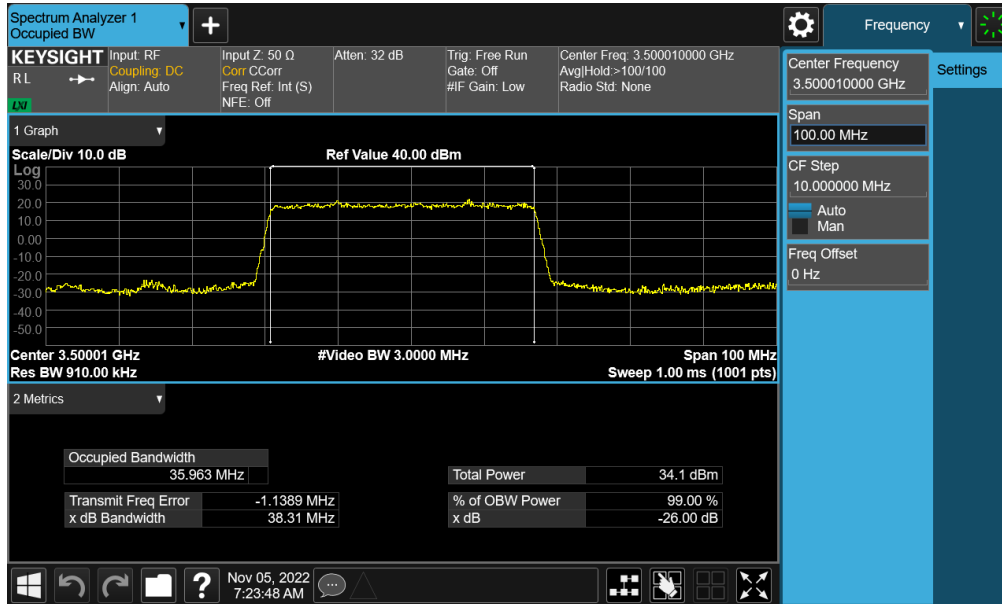 Spectrum Analyzer 1
Occupied BW
Frequency
KEYSIGHT
R L
LXI
Input: RF
Coupling: DC
Align: Auto
Input Z: 50 Ω
Corr CCorr
Freq Ref: Int (S)
NFE: Off
Atten: 32 dB
Trig: Free Run
Gate: Off
#IF Gain: Low
Center Freq: 3.500010000 GHz
Avg|Hold:>100/100
Radio Std: None
Center Frequency
3.500010000 GHz
Settings
Span
100.00 MHz
CF Step
10.000000 MHz
Auto
Man
Freq Offset
0 Hz
1 Graph
Scale/Div 10.0 dB
Ref Value 40.00 dBm
Log
30.0
20.0
10.0
0.00
-10.0
-20.0
-30.0
-40.0
-50.0
Center 3.50001 GHz
#Video BW 3.0000 MHz
Span 100 MHz
Res BW 910.00 kHz
Sweep 1.00 ms (1001 pts)
2 Metrics
Occupied Bandwidth
35.963 MHz
Total Power 34.1 dBm
Transmit Freq Error -1.1389 MHz
% of OBW Power 99.00 %
x dB Bandwidth 38.31 MHz
x dB -26.00 dB
?
Nov 05, 2022
7:23:48 AM